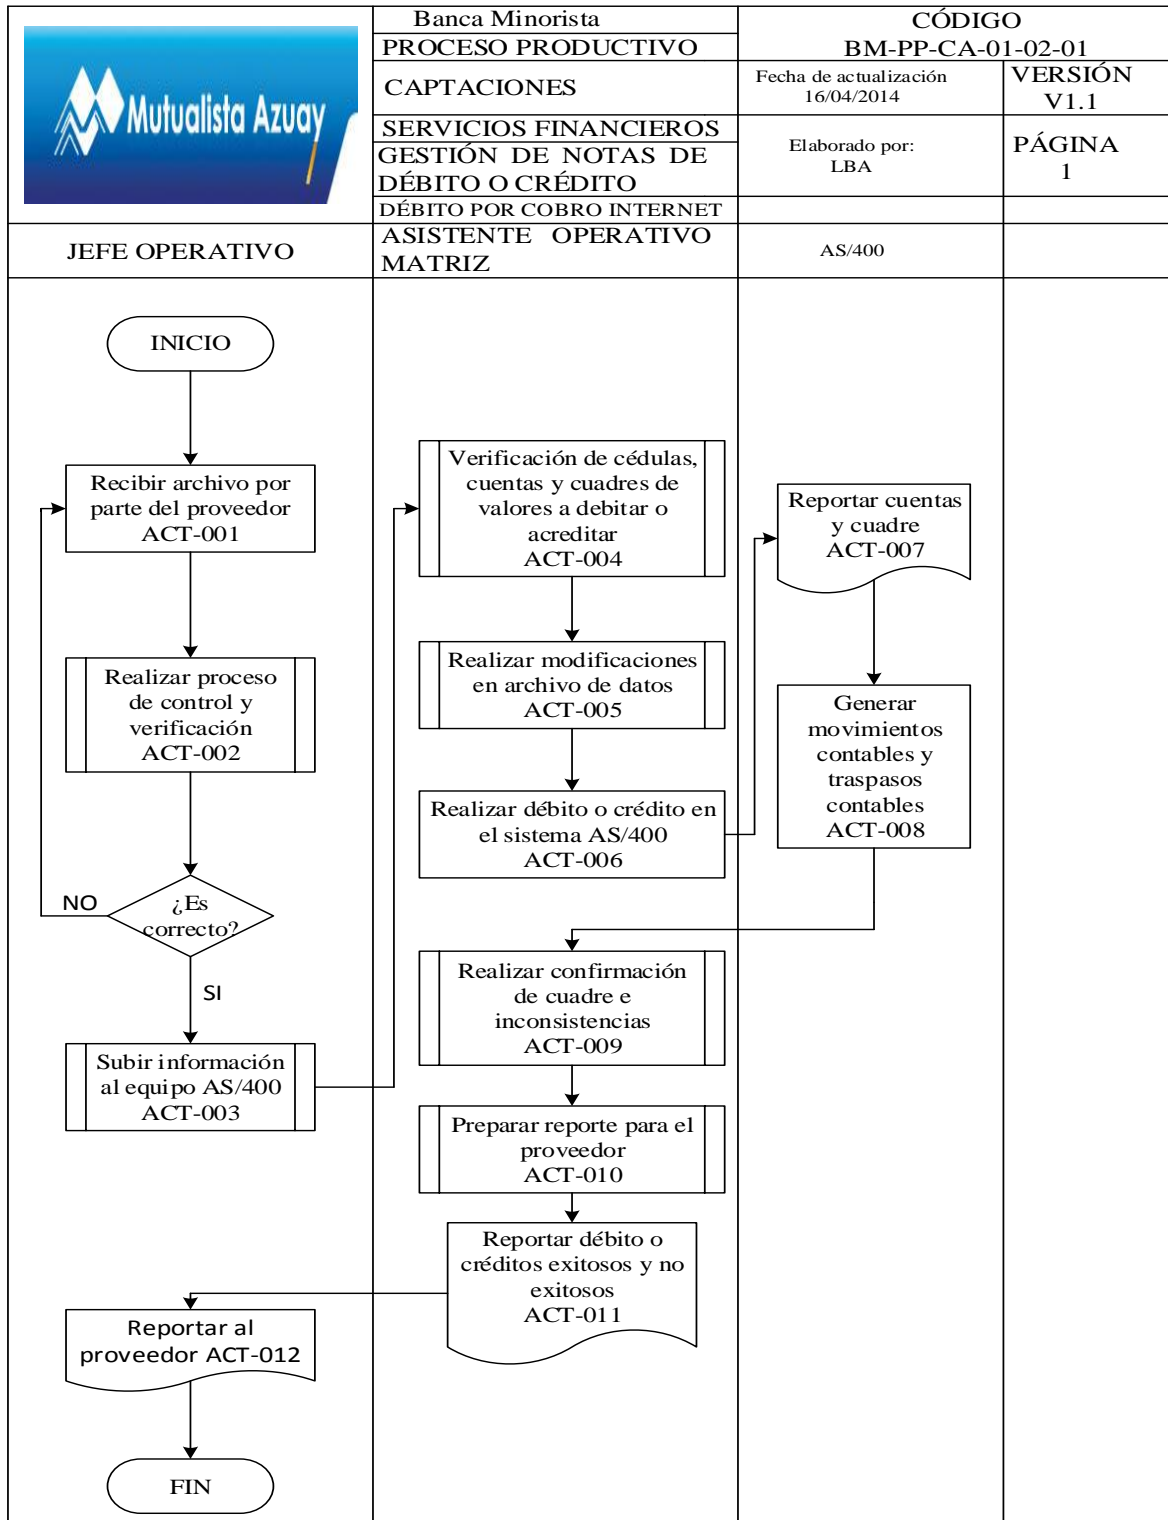 Mutualista Azuay
Banca Minorista
PROCESO PRODUCTIVO
CAPTACIONES
SERVICIOS FINANCIEROS
GESTIÓN DE NOTAS DE
DÉBITO O CRÉDITO
DÉBITO POR COBRO INTERNET
CÓDIGO
BM-PP-CA-01-02-01
Fecha de actualización
16/04/2014
VERSIÓN
V1.1
Elaborado por:
LBA
PÁGINA
1
JEFE OPERATIVO
ASISTENTE OPERATIVO
MATRIZ
AS/400
INICIO
Recibir archivo por
parte del proveedor
ACT-001
Realizar proceso
de control y
verificación
ACT-002
¿Es
correcto?
NO
SI
Subir información
al equipo AS/400
ACT-003
Verificación de cédulas,
cuentas y cuadres de
valores a debitar o
acreditar
ACT-004
Realizar modificaciones
en archivo de datos
ACT-005
Realizar débito o crédito en
el sistema AS/400
ACT-006
Reportar cuentas
y cuadre
ACT-007
Generar
movimientos
contables y
traspasos
contables
ACT-008
Realizar confirmación
de cuadre e
inconsistencias
ACT-009
Preparar reporte para el
proveedor
ACT-010
Reportar débito o
créditos exitosos y no
exitosos
ACT-011
Reportar al
proveedor ACT-012
FIN